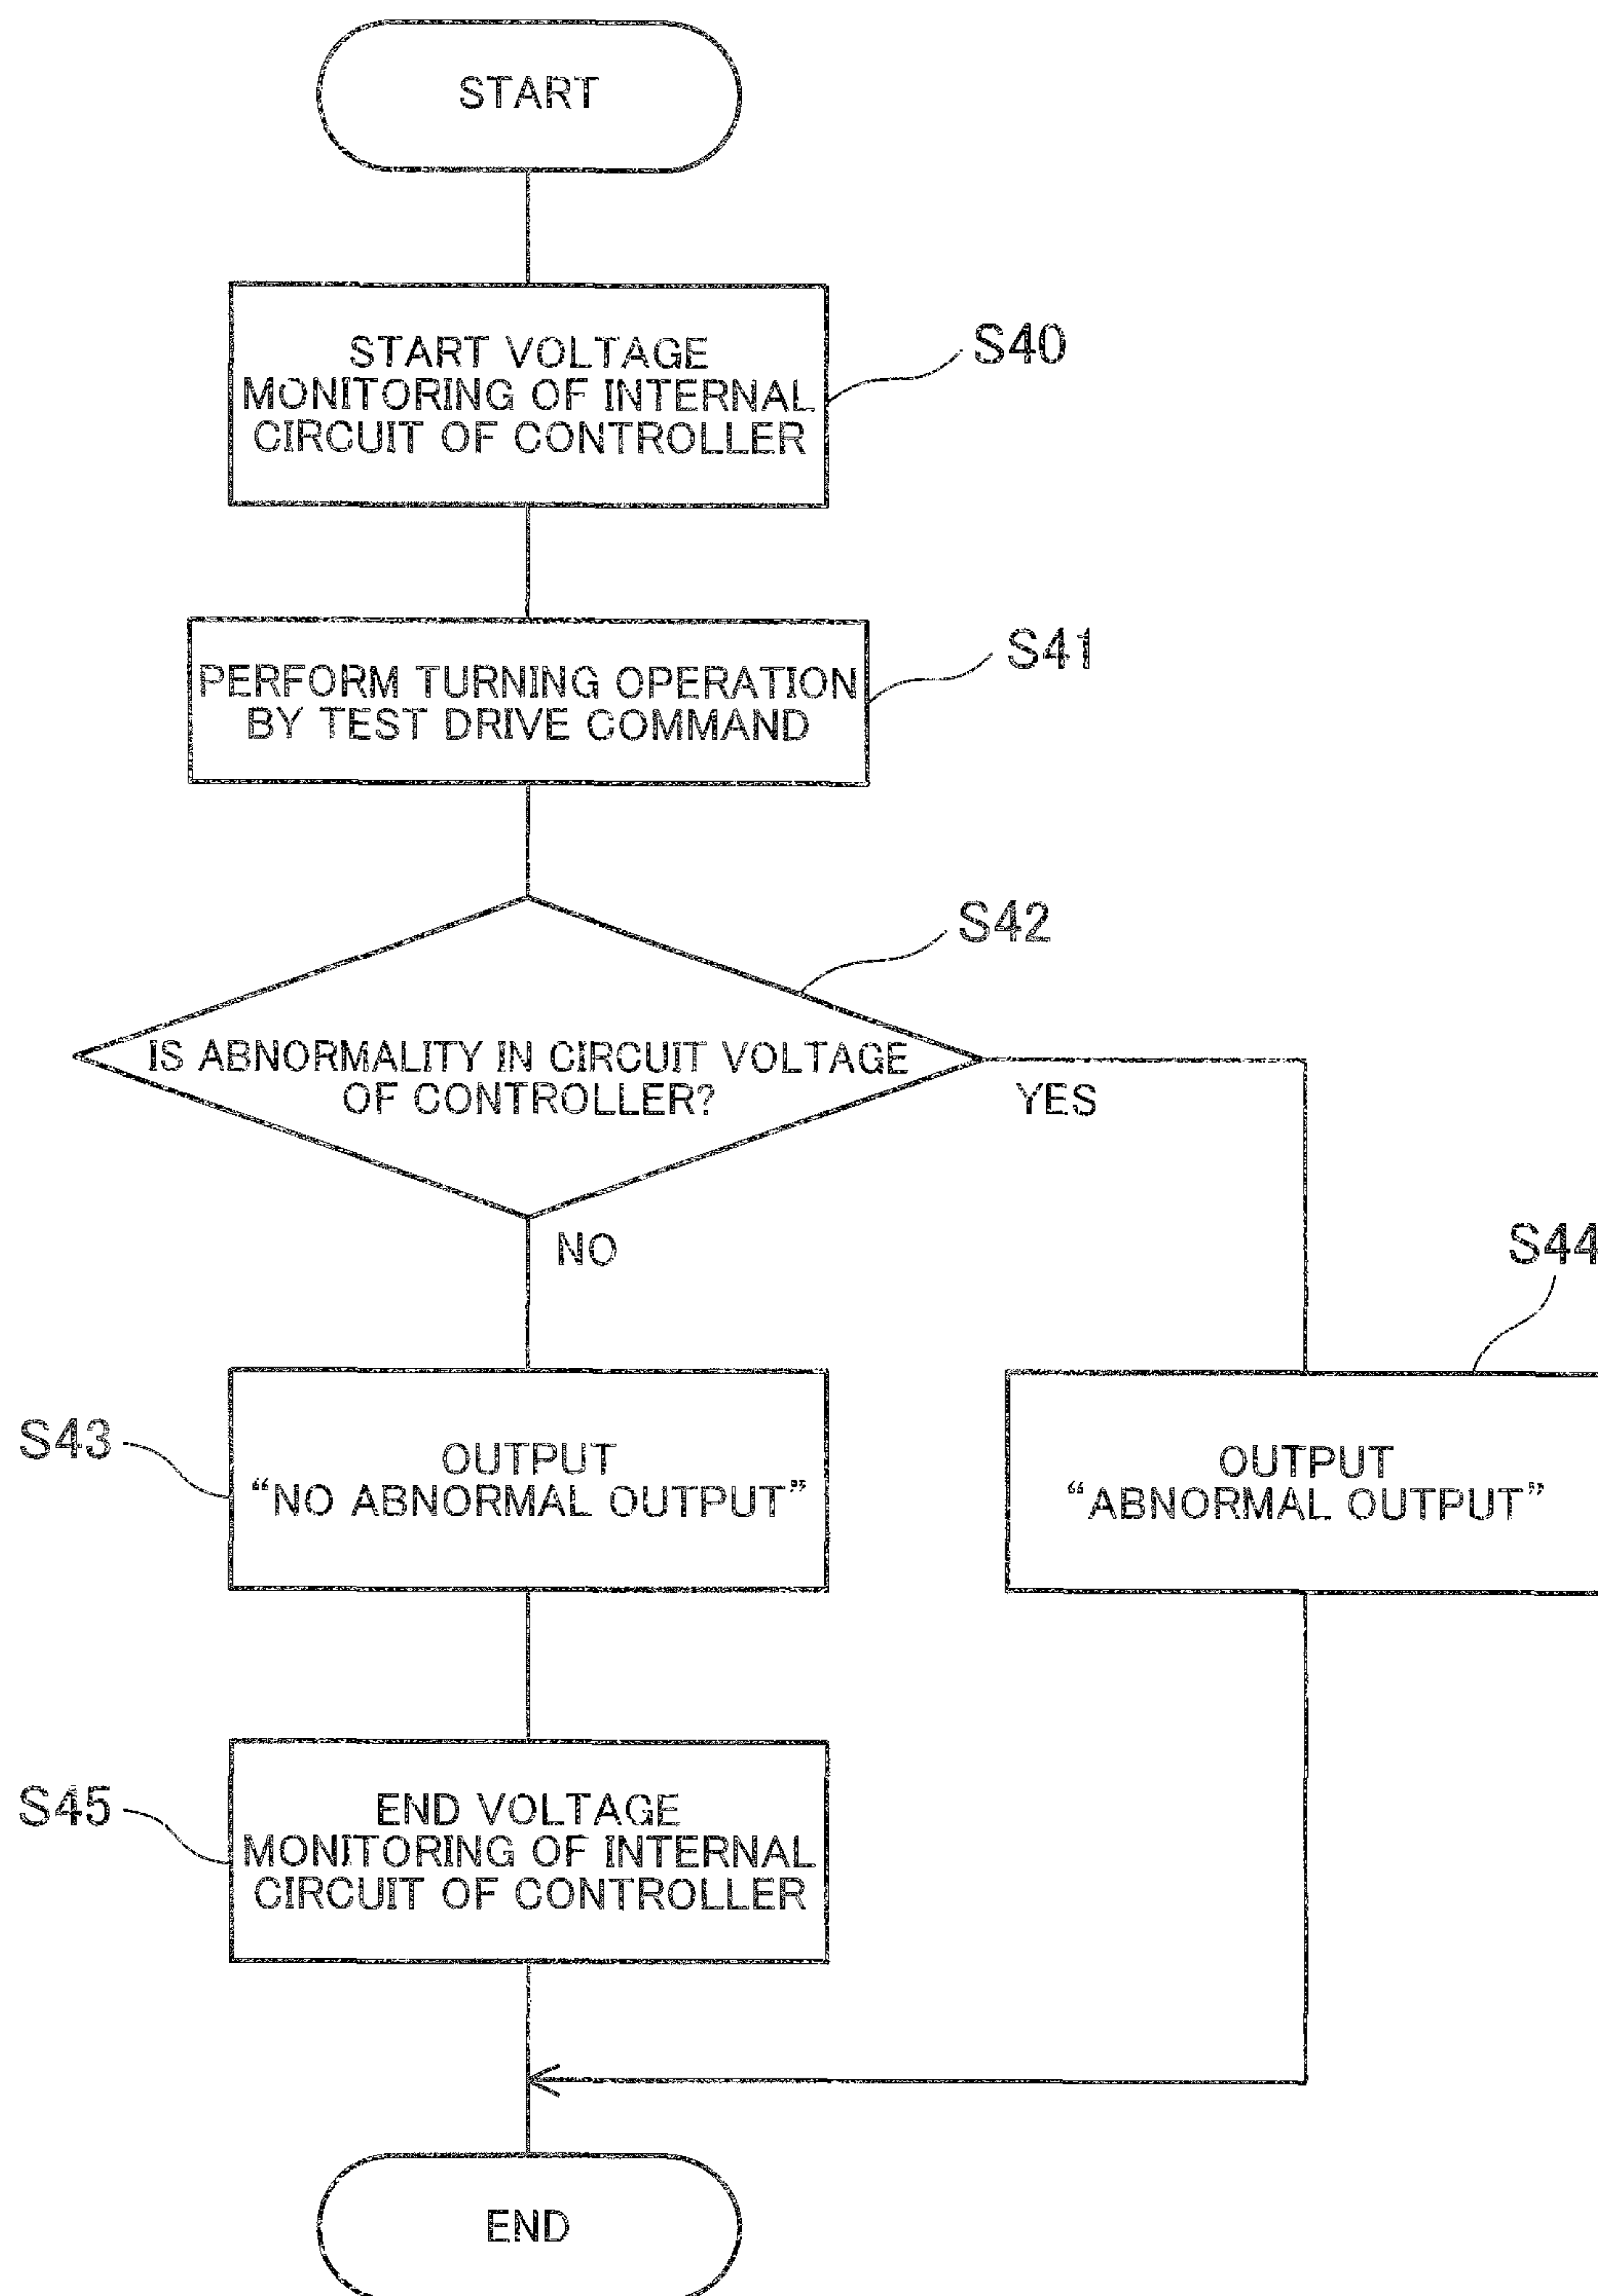 START
START VOLTAGE
MONITORING OF INTERNAL
CIRCUIT OF CONTROLLER
S40
PERFORM TURNING OPERATION
BY TEST DRIVE COMMAND
S41
S42
IS ABNORMALITY IN CIRCUIT VOLTAGE
OF CONTROLLER?
YES
NO
S44
S43
OUTPUT
“NO ABNORMAL OUTPUT”
OUTPUT
“ABNORMAL OUTPUT”
S45
END VOLTAGE
MONITORING OF INTERNAL
CIRCUIT OF CONTROLLER
END